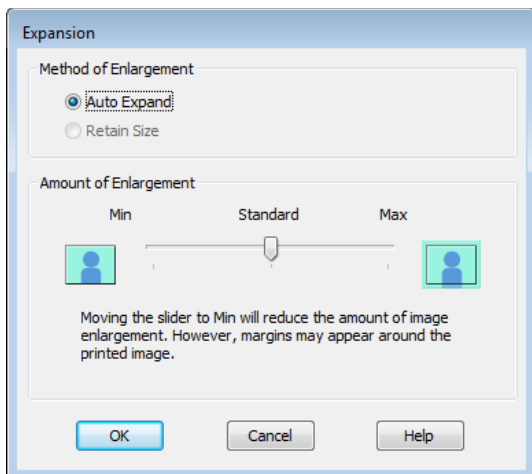 Expansion
Method of Enlargement
Auto Expand
Retain Size
Amount of Enlargement
Min Standard Max
Moving the slider to Min will reduce the amount of image
enlargement. However, margins may appear around the
printed image.
OK Cancel Help